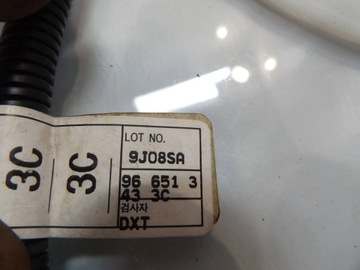 3C
3C
LOT NO.
9J08SA
96 651 3
43 3C
검사자
DXT